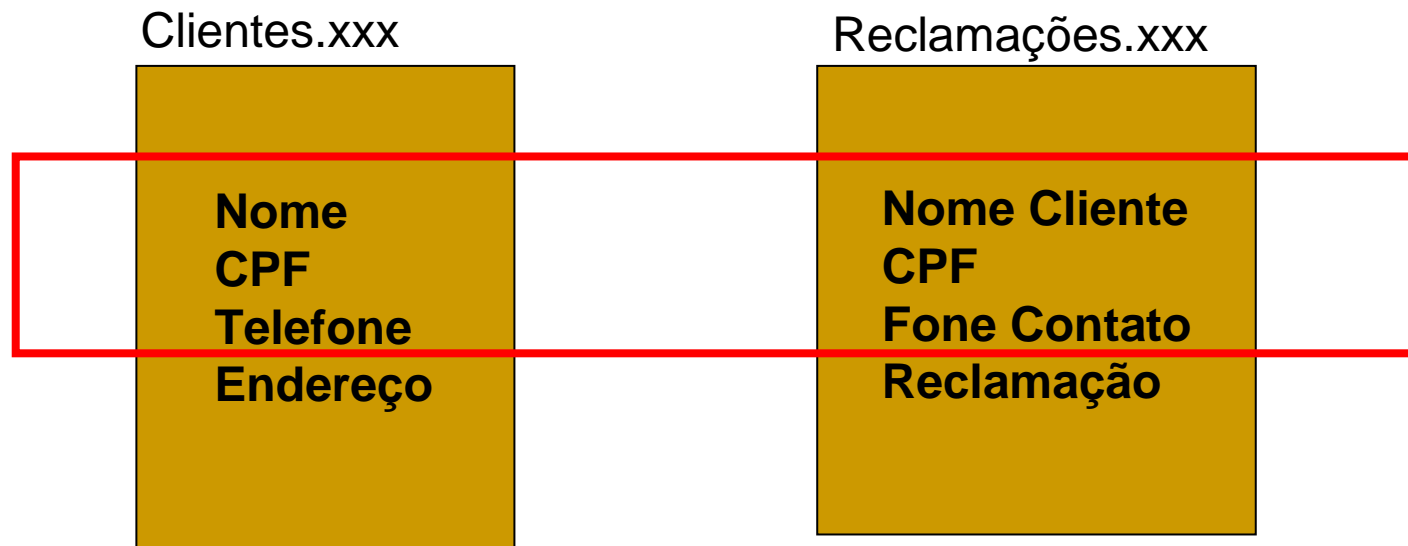 Clientes.xxx
Nome
CPF
Telefone
Endereço
Reclamações.xxx
Nome Cliente
CPF
Fone Contato
Reclamação